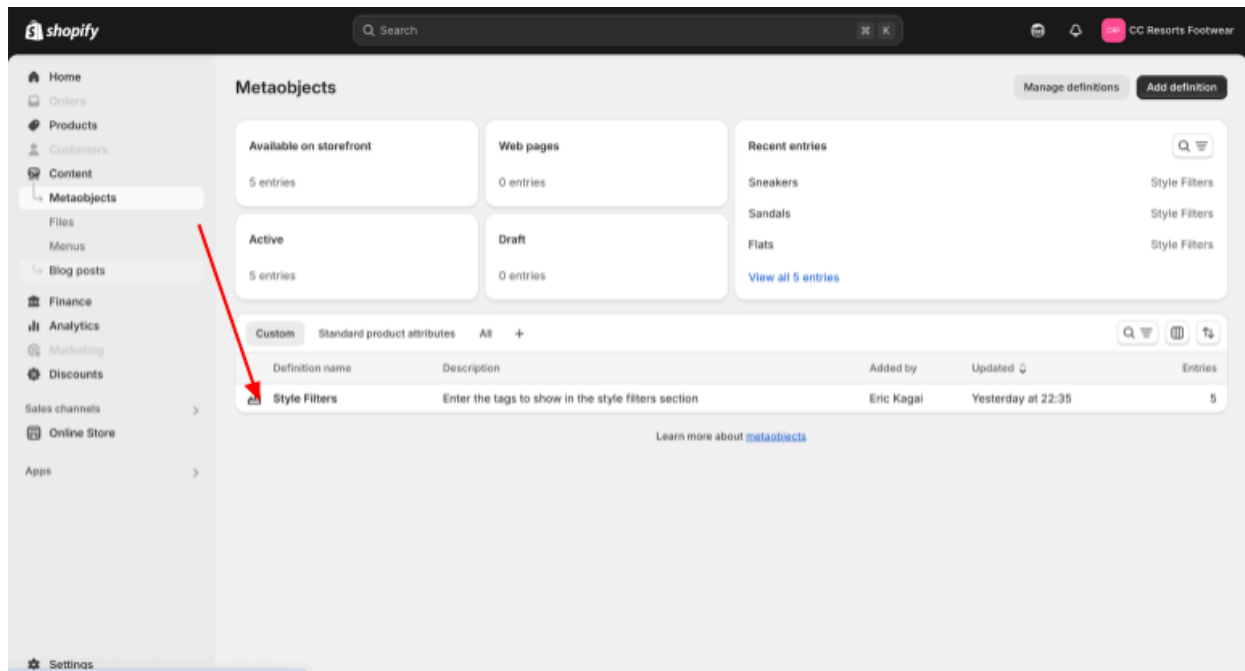 shopify
Search
⌘ K
CC Resorts Footwear
Home
Orders
Products
Customers
Content
Metaobjects
Files
Menus
Blog posts
Finance
Analytics
Marketing
Discounts
Sales channels
Online Store
Apps
Settings
Metaobjects
Manage definitions
Add definition
Available on storefront
5 entries
Web pages
0 entries
Active
5 entries
Draft
0 entries
Recent entries
Sneakers Style Filters
Sandals Style Filters
Flats Style Filters
View all 5 entries
Custom Standard product attributes All +
Definition name Description Added by Updated Entries
Style Filters Enter the tags to show in the style filters section Eric Kagai Yesterday at 22:35 5
Learn more about metaobjects